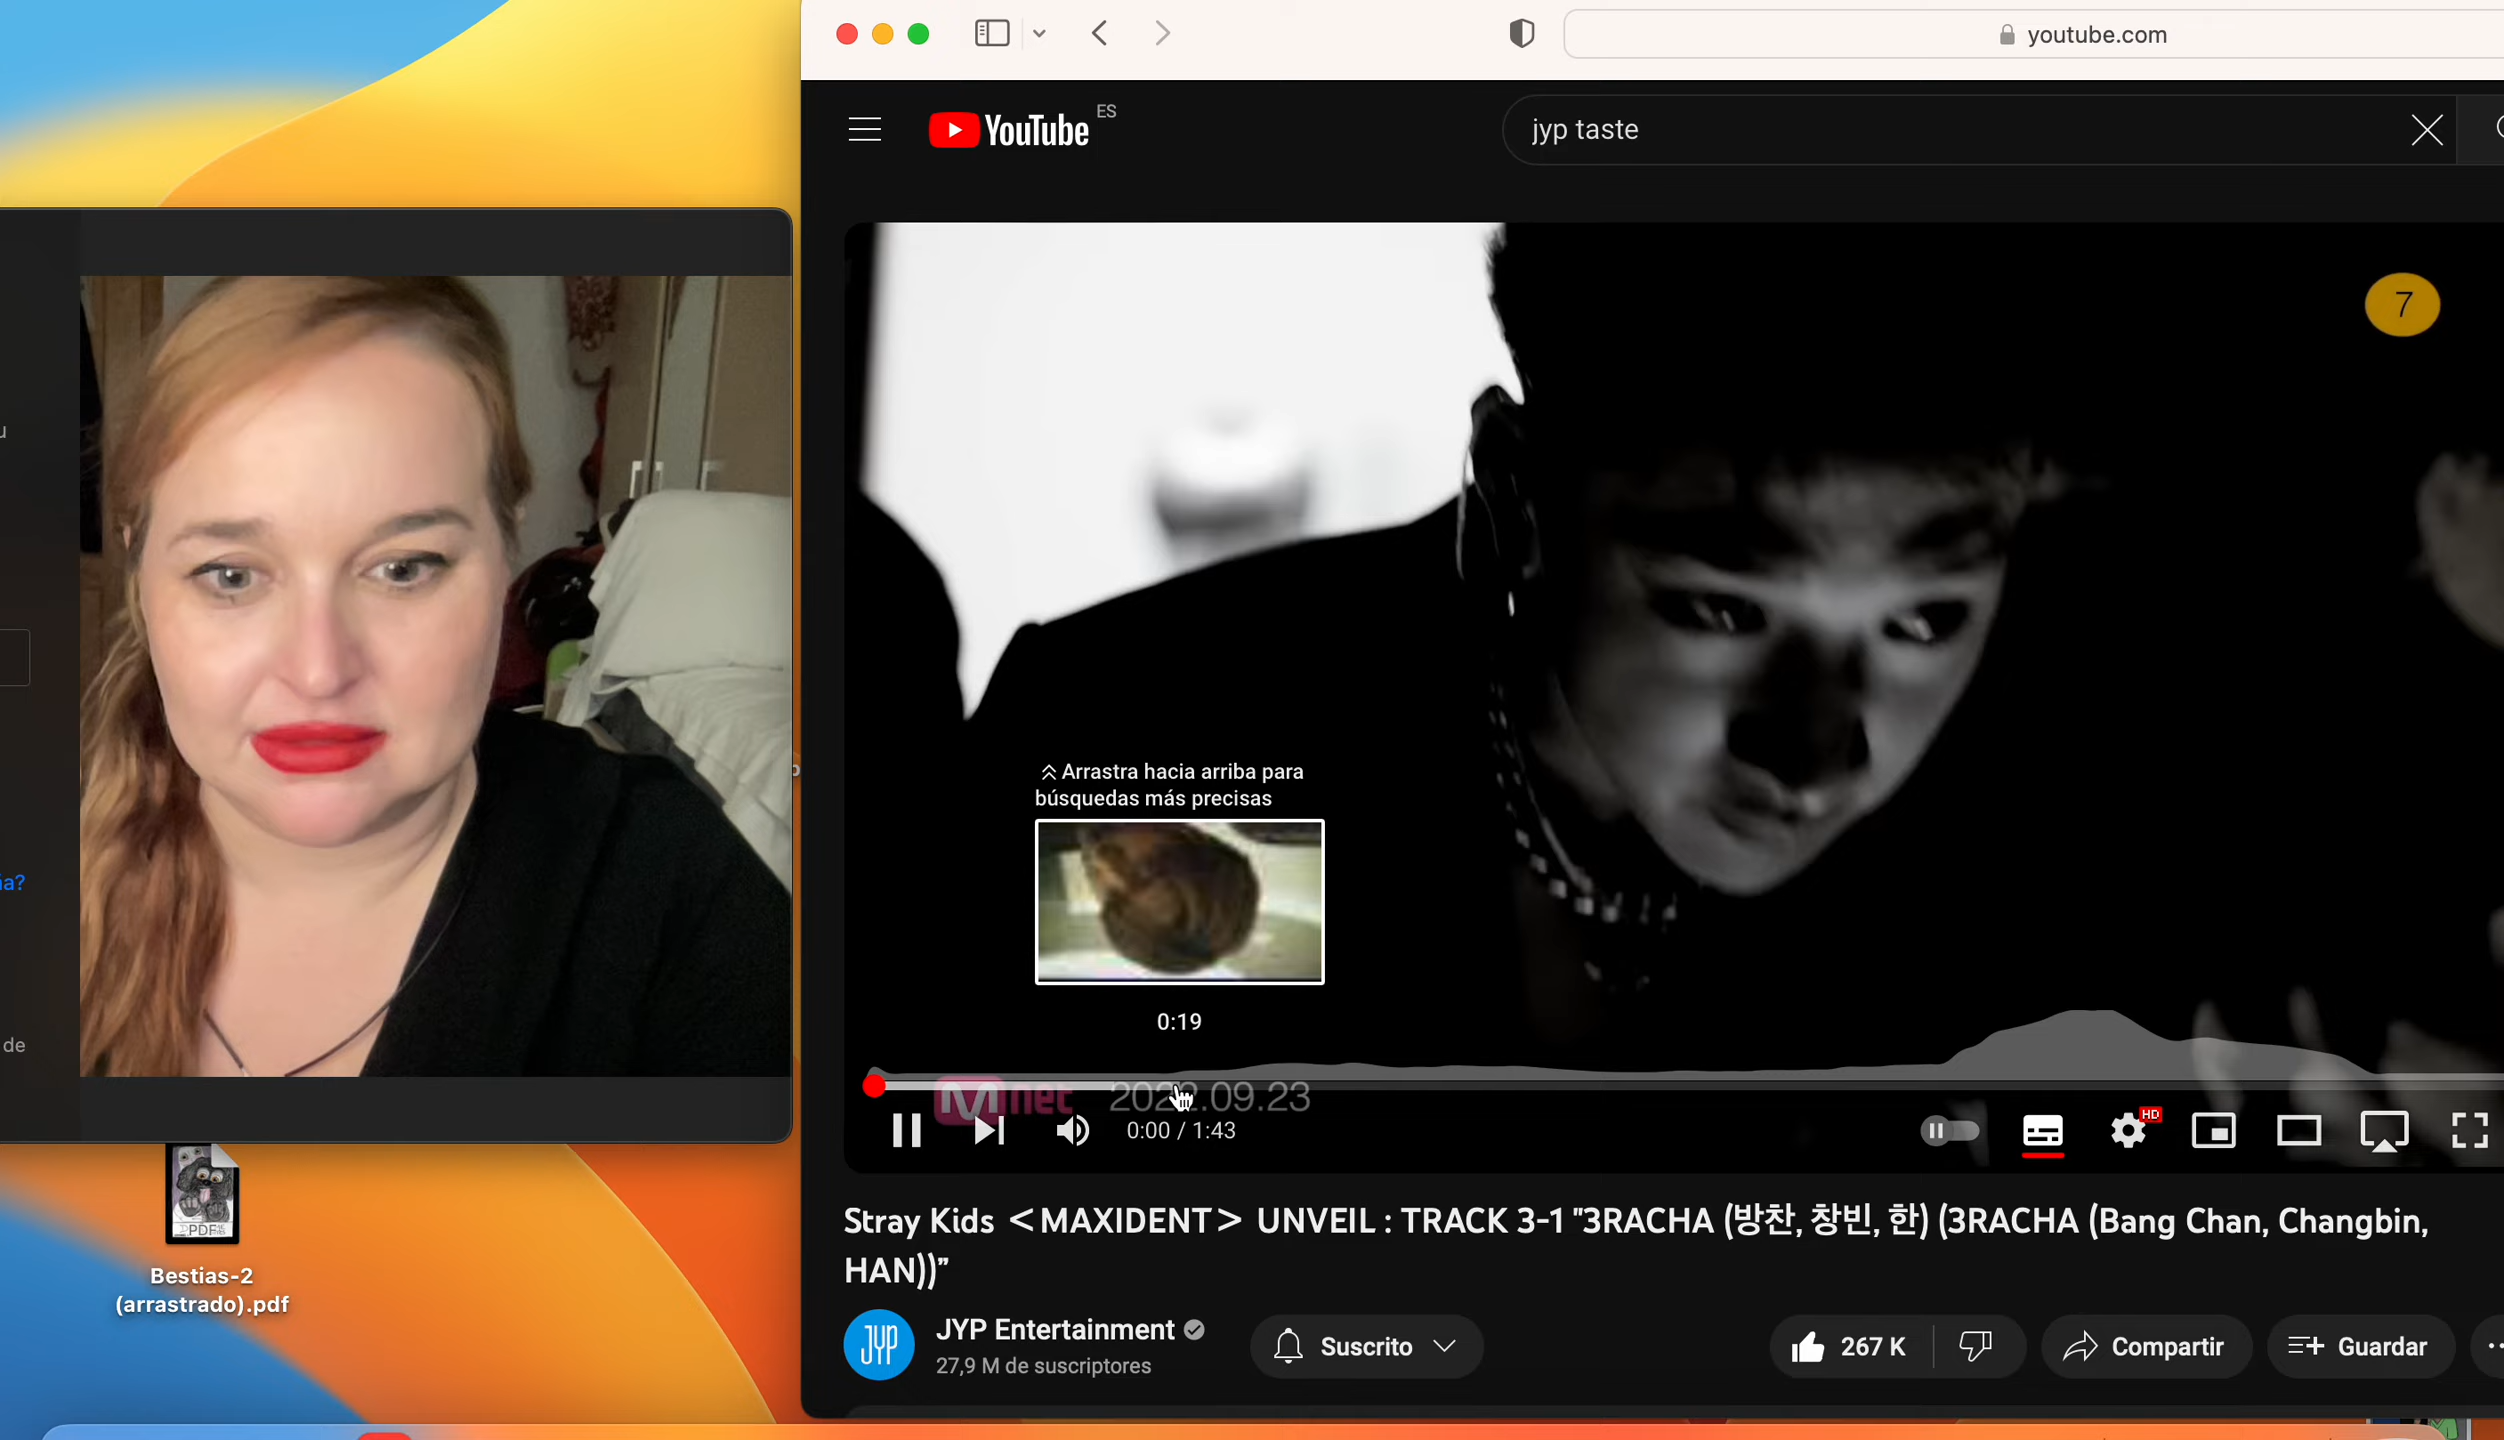 youtube.com
YouTube ES
jyp taste
7
u
Arrastra hacia arriba para
búsquedas más precisas
ia?
0:19
de
Mnet 2022.09.23
0:00 / 1:43
HD
PDF
Stray Kids <MAXIDENT> UNVEIL : TRACK 3-1 "3RACHA (방찬, 창빈, 한) (3RACHA (Bang Chan, Changbin,
HAN))"
Bestias-2
(arrastrado).pdf
JYP
JYP Entertainment
27,9 M de suscriptores
Suscrito
267 K
Compartir
Guardar